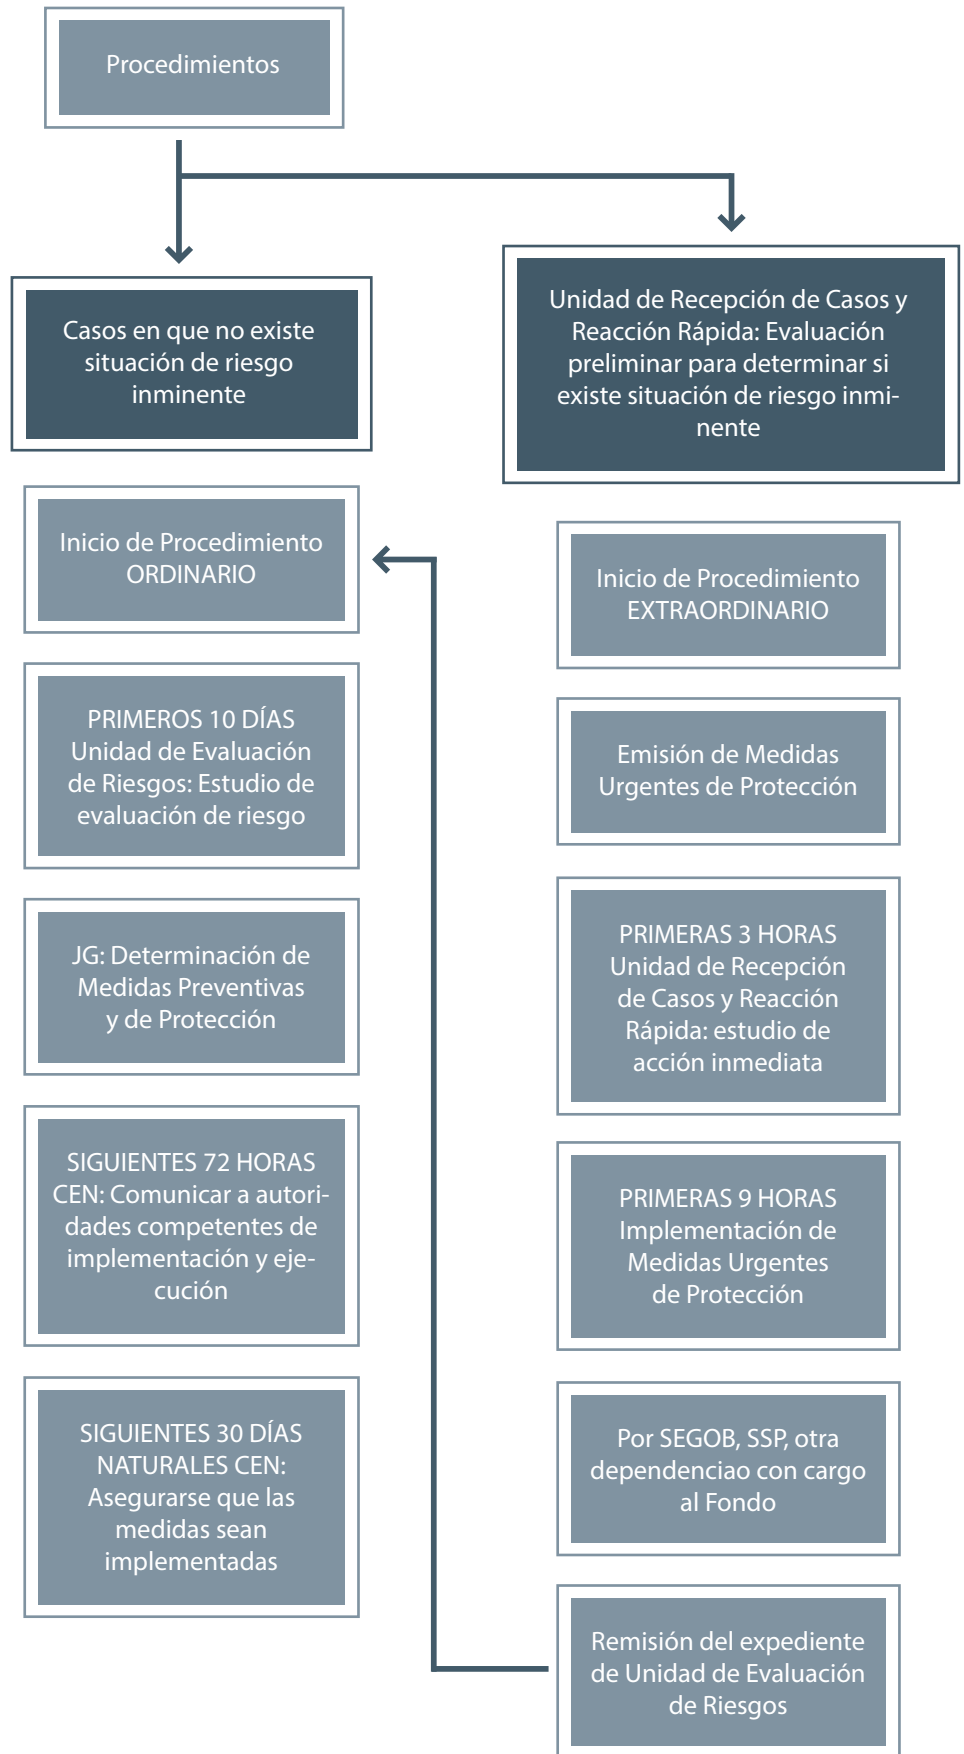 Procedimientos
Casos en que no existe
situación de riesgo
inminente
Unidad de Recepción de Casos y
Reacción Rápida: Evaluación
preliminar para determinar si
existe situación de riesgo inmi-
nente
Inicio de Procedimiento
ORDINARIO
PRIMEROS 10 DÍAS
Unidad de Evaluación
de Riesgos: Estudio de
evaluación de riesgo
JG: Determinación de
Medidas Preventivas
y de Protección
SIGUIENTES 72 HORAS
CEN: Comunicar a autori-
dades competentes de
implementación y eje-
cución
SIGUIENTES 30 DÍAS
NATURALES CEN:
Asegurarse que las
medidas sean
implementadas
Inicio de Procedimiento
EXTRAORDINARIO
Emisión de Medidas
Urgentes de Protección
PRIMERAS 3 HORAS
Unidad de Recepción
de Casos y Reacción
Rápida: estudio de
acción inmediata
PRIMERAS 9 HORAS
Implementación de
Medidas Urgentes
de Protección
Por SEGOB, SSP, otra
dependenciao con cargo
al Fondo
Remisión del expediente
de Unidad de Evaluación
de Riesgos